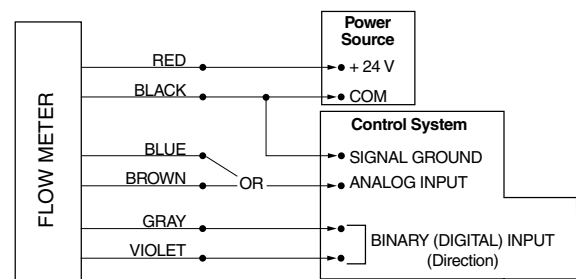 Power
Source
RED
+ 24 V
BLACK
COM
FLOW METER
Control System
BLUE
SIGNAL GROUND
BROWN
OR
ANALOG INPUT
GRAY
BINARY (DIGITAL) INPUT
(Direction)
VIOLET